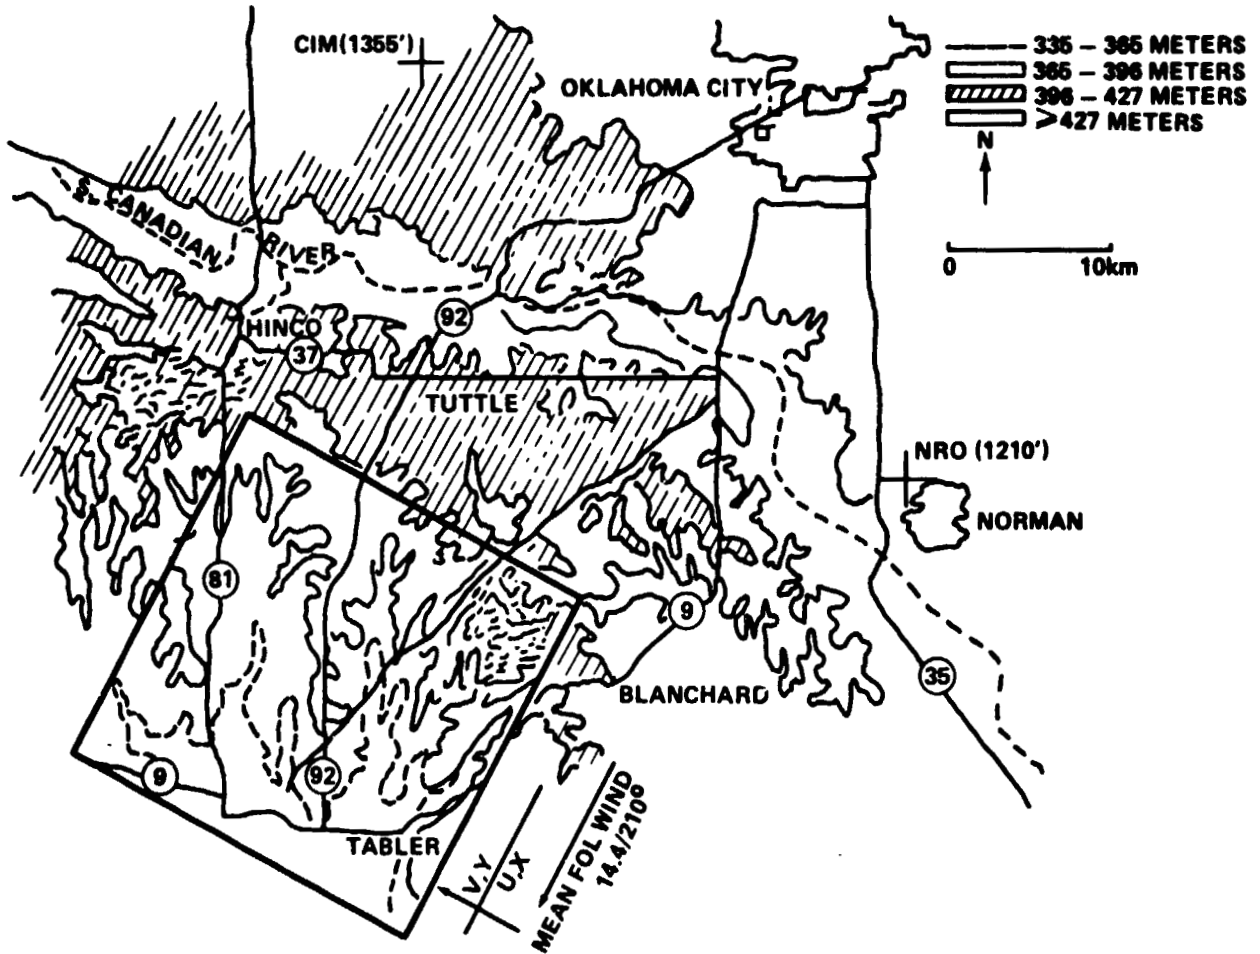 CIM(1355')
OKLAHOMA CITY
335 – 365 METERS
365 – 396 METERS
396 – 427 METERS
⩾427 METERS
N
0 10km
S. CANADIAN
RIVER
HINCO
37
92
TUTTLE
NRO (1210')
NORMAN
81
9
35
BLANCHARD
9
92
TABLER
V,Y
U,X
MEAN FOL WIND
14.4/210°